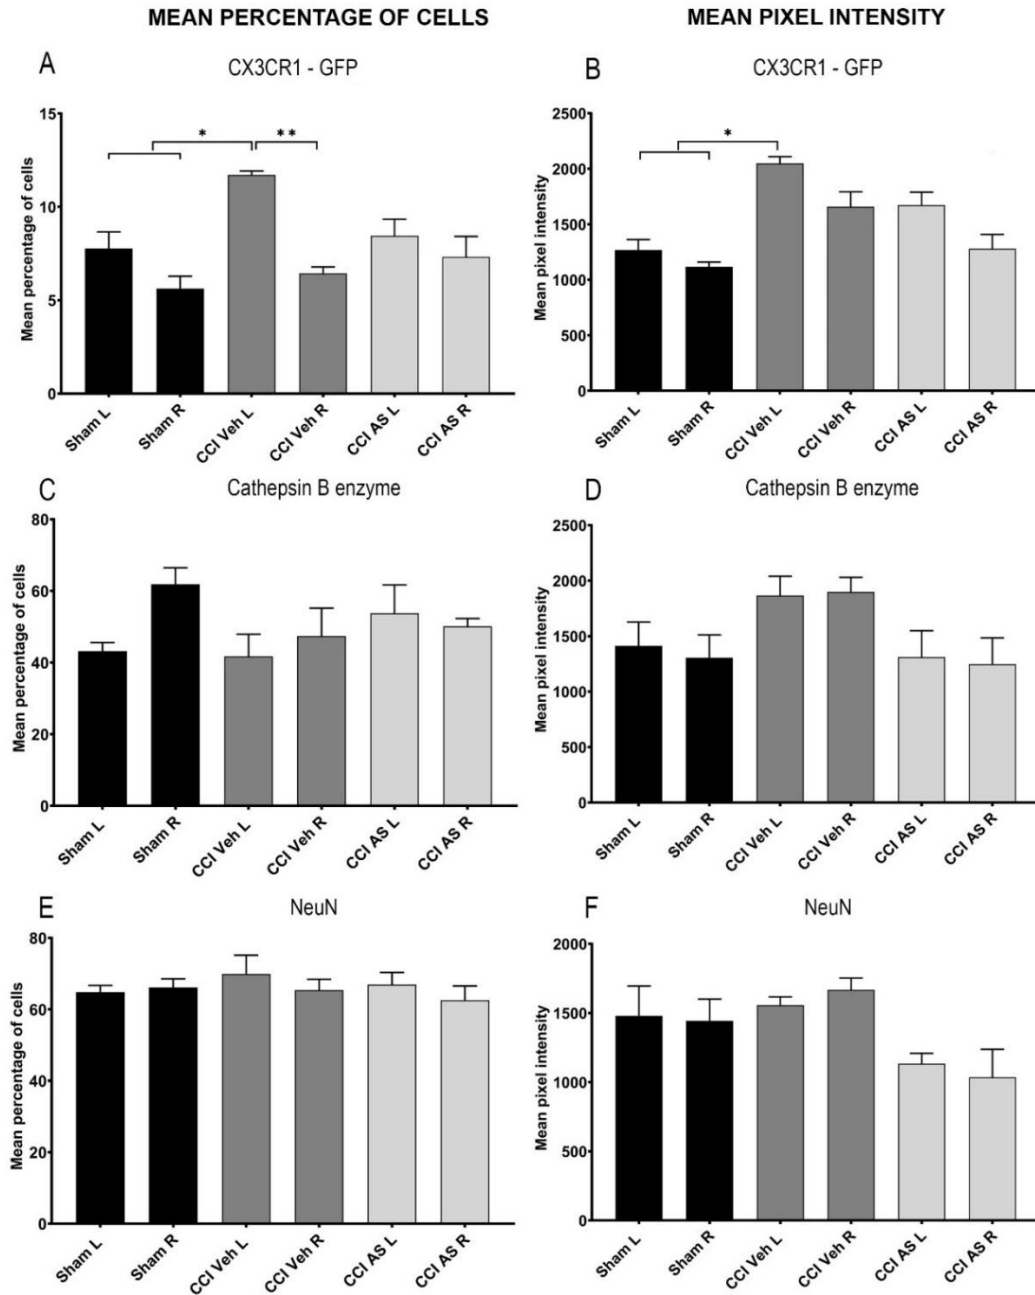 MEAN PERCENTAGE OF CELLS
MEAN PIXEL INTENSITY
A
CX3CR1 - GFP
Mean percentage of cells
15
10
5
0
*
**
Sham L
Sham R
CCI Veh L
CCI Veh R
CCI AS L
CCI AS R
B
CX3CR1 - GFP
Mean pixel intensity
2500
2000
1500
1000
500
0
*
Sham L
Sham R
CCI Veh L
CCI Veh R
CCI AS L
CCI AS R
C
Cathepsin B enzyme
Mean percentage of cells
80
60
40
20
0
Sham L
Sham R
CCI Veh L
CCI Veh R
CCI AS L
CCI AS R
D
Cathepsin B enzyme
Mean pixel intensity
2500
2000
1500
1000
500
0
Sham L
Sham R
CCI Veh L
CCI Veh R
CCI AS L
CCI AS R
E
NeuN
Mean percentage of cells
80
60
40
20
0
Sham L
Sham R
CCI Veh L
CCI Veh R
CCI AS L
CCI AS R
F
NeuN
Mean pixel intensity
2000
1500
1000
500
0
Sham L
Sham R
CCI Veh L
CCI Veh R
CCI AS L
CCI AS R